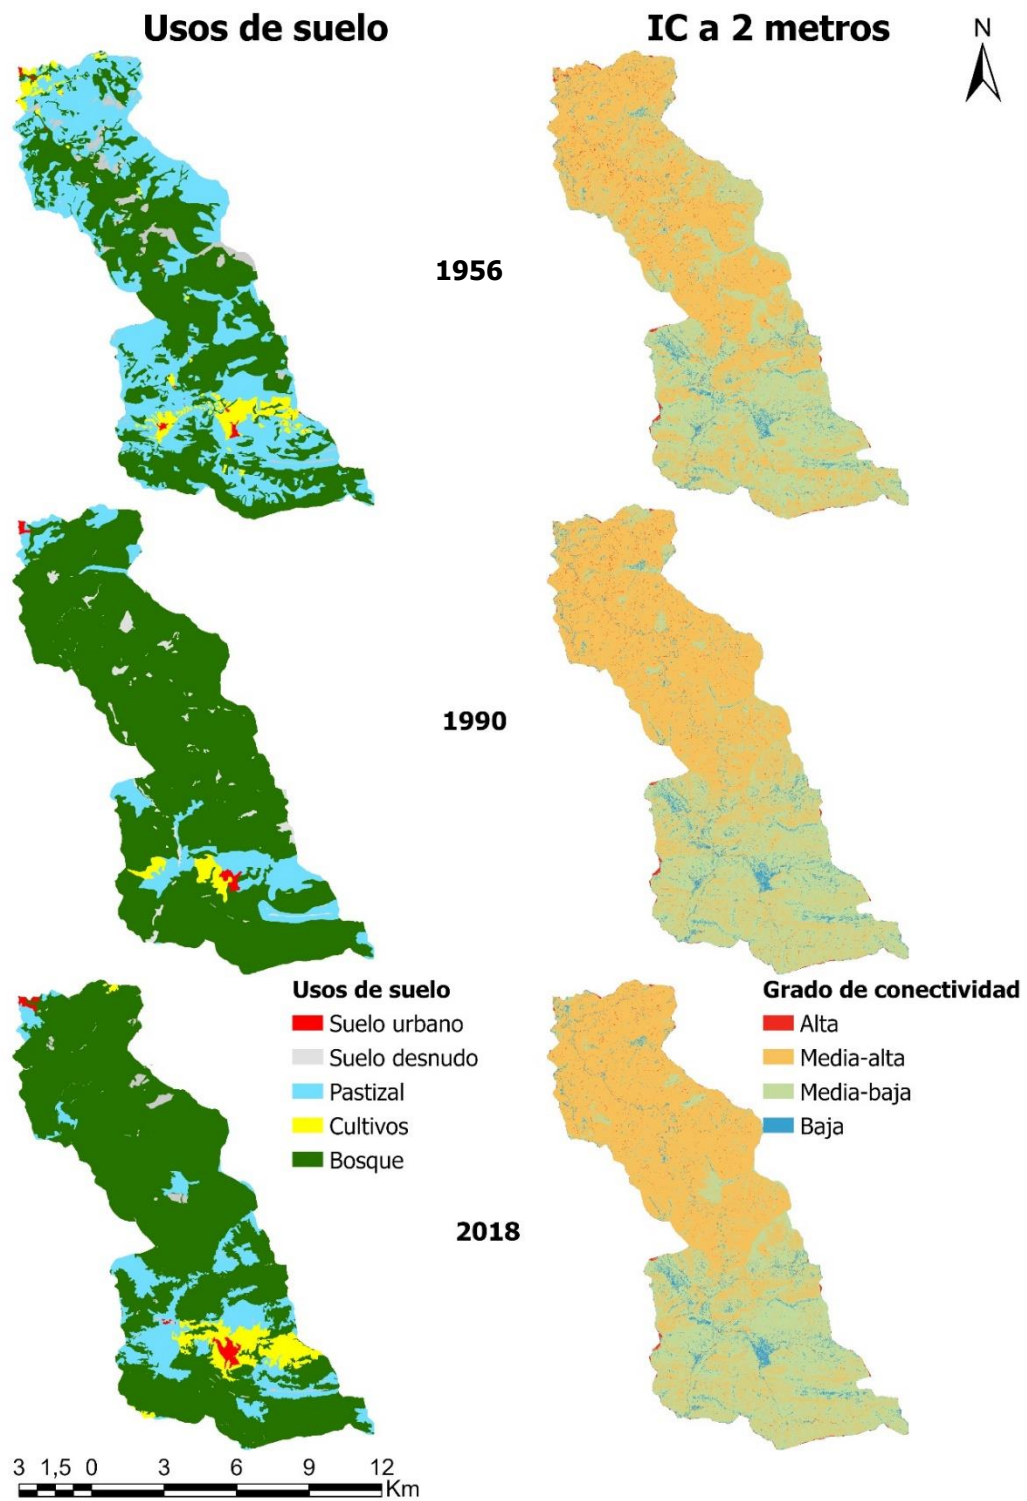 Usos de suelo
IC a 2 metros
N
1956
1990
Usos de suelo
Suelo urbano
Suelo desnudo
Pastizal
Cultivos
Bosque
Grado de conectividad
Alta
Media-alta
Media-baja
Baja
2018
3 1,5 0 3 6 9 12
Km